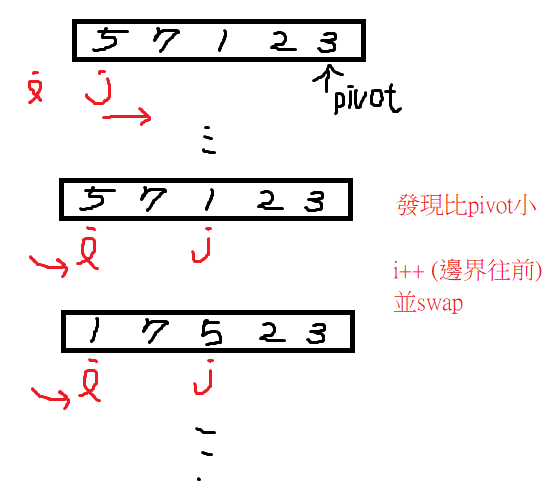 5 7 1 2 3
i j
pivot
5 7 1 2 3
i j
發現比pivot小
i++ (邊界往前)
並swap
1 7 5 2 3
i j